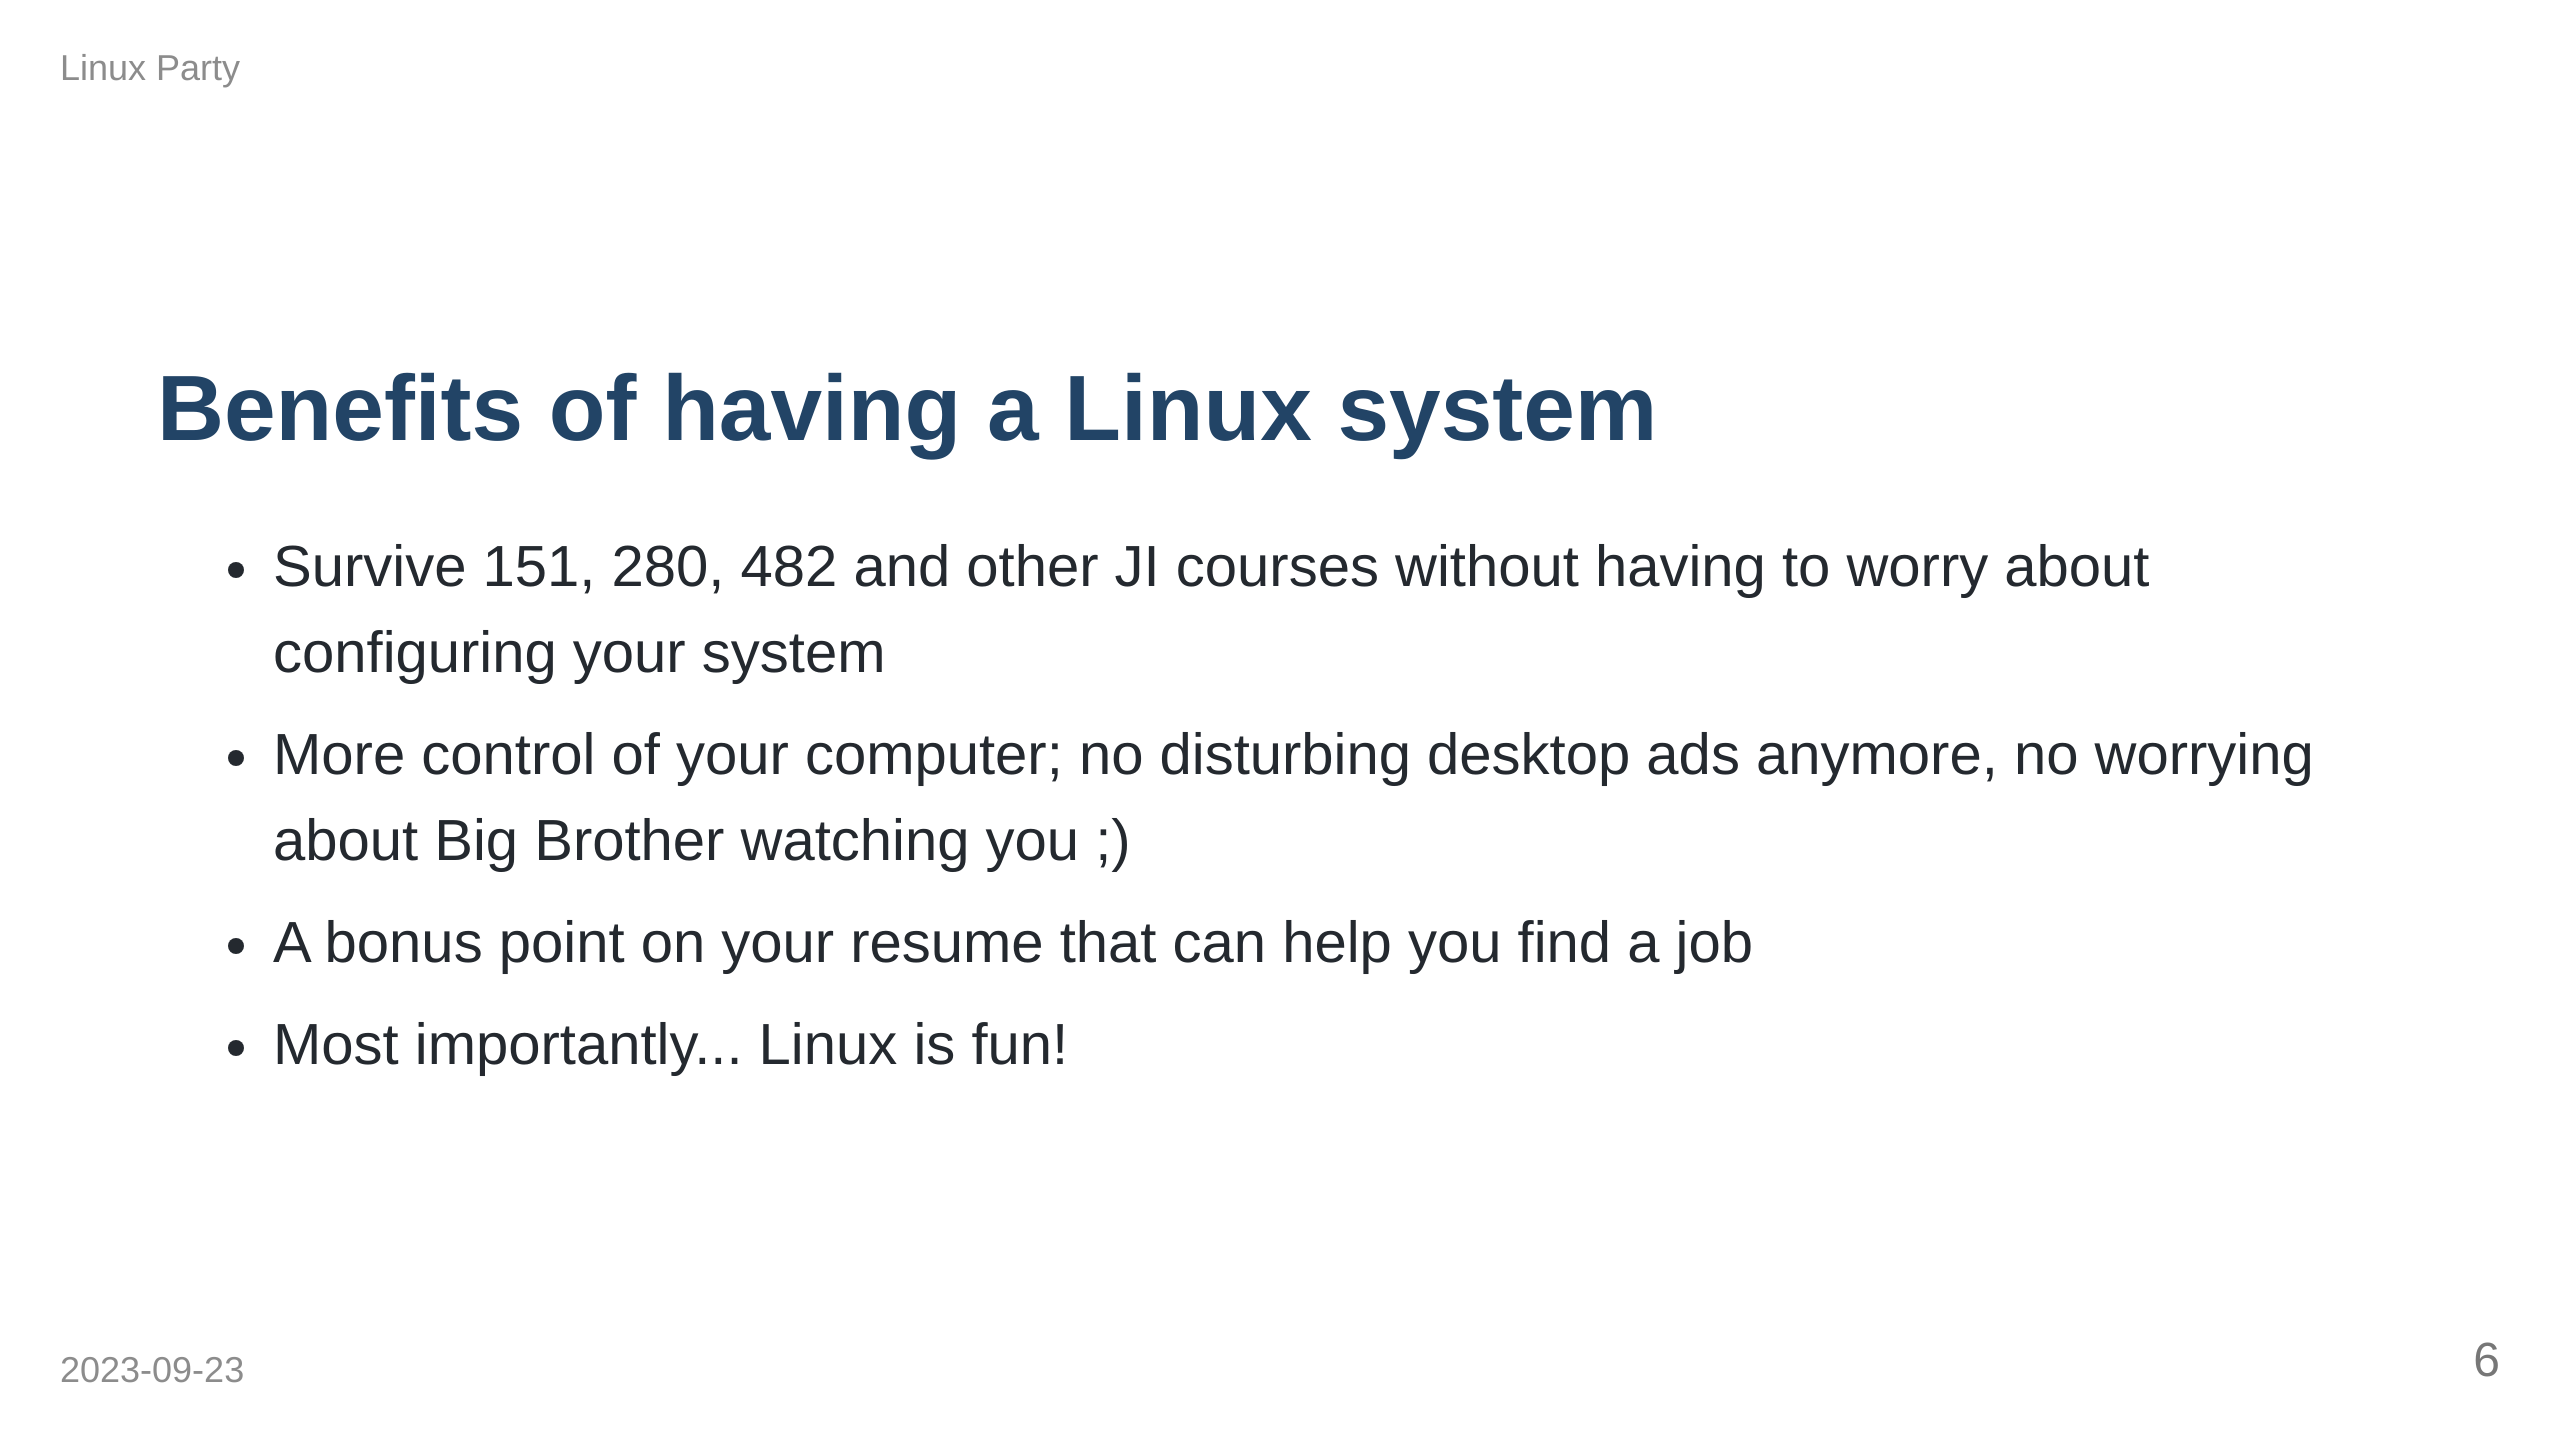 Linux Party
Benefits of having a Linux system
• Survive 151, 280, 482 and other JI courses without having to worry about
configuring your system
• More control of your computer; no disturbing desktop ads anymore, no worrying
about Big Brother watching you ;)
• A bonus point on your resume that can help you find a job
• Most importantly... Linux is fun!
2023-09-23
6